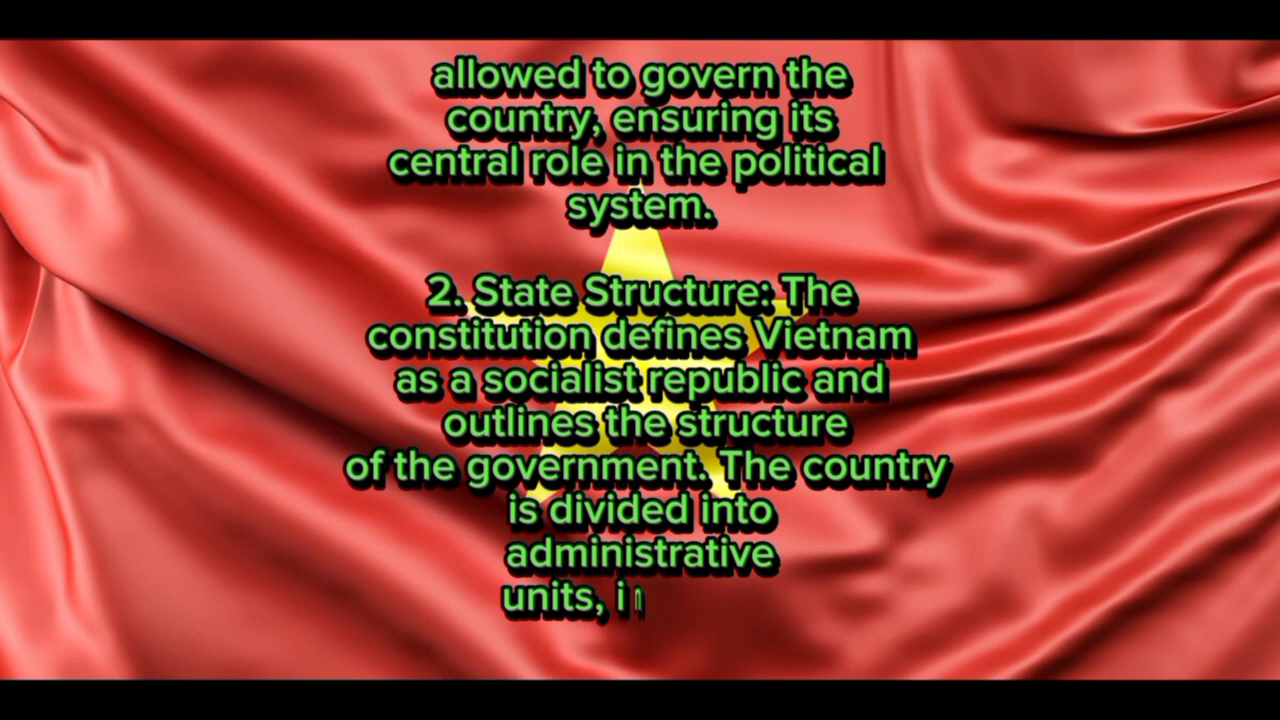 allowed to govern the
country, ensuring its
central role in the political
system.
2. State Structure: The
constitution defines Vietnam
as a socialist republic and
outlines the structure
of the government. The country
is divided into
administrative
units, in